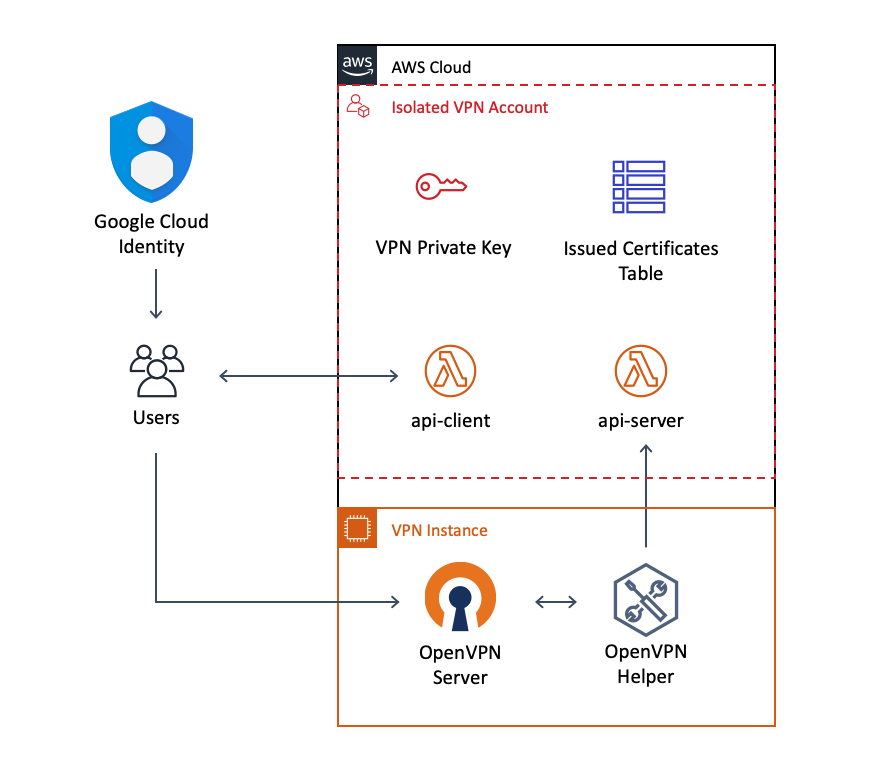 aws
AWS Cloud
Isolated VPN Account
Google Cloud
Identity
VPN Private Key
Issued Certificates
Table
Users
api-client
api-server
VPN Instance
OpenVPN
Server
OpenVPN
Helper